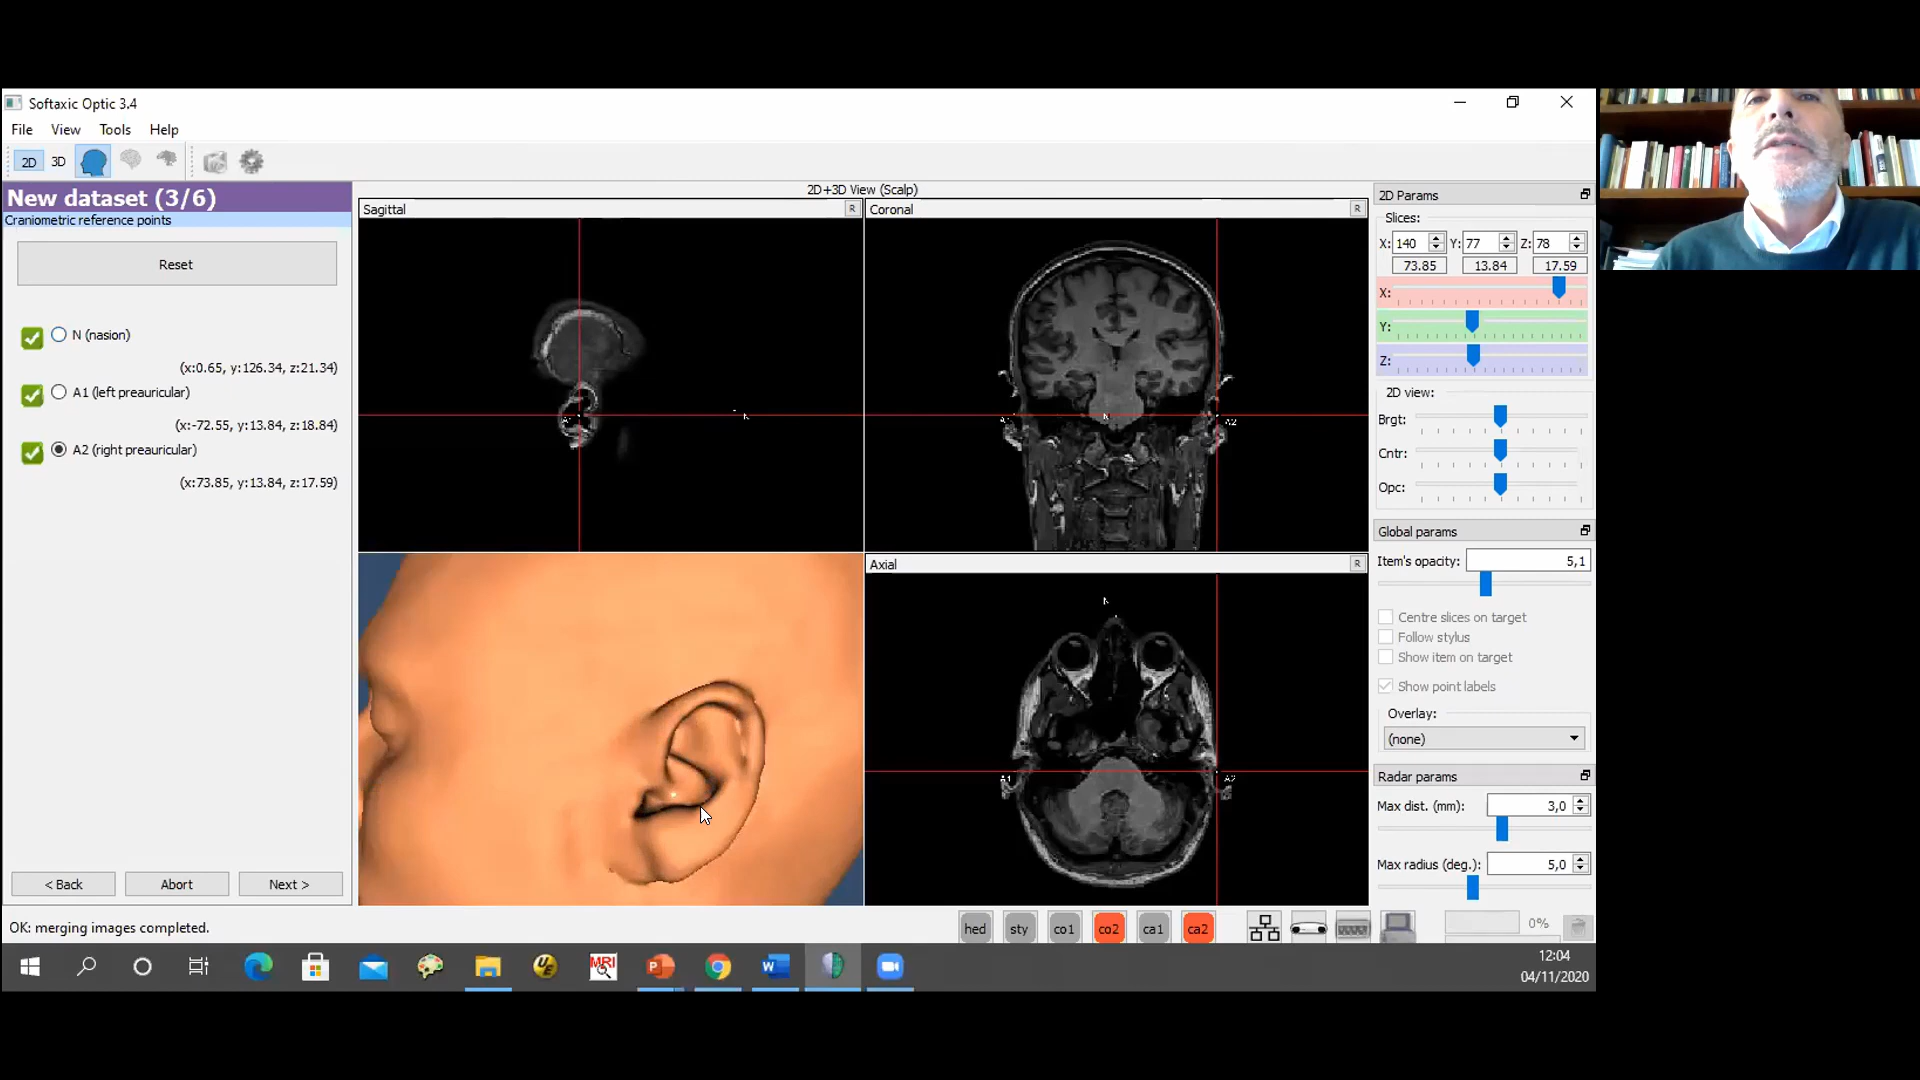 Softaxic Optic 3.4
File View Tools Help
2D 3D
New dataset (3/6)
Craniometric reference points
Reset
N (nasion)
(x:0.65, y:126.34, z:21.34)
A1 (left preauricular)
(x:-72.55, y:13.84, z:18.84)
A2 (right preauricular)
(x:73.85, y:13.84, z:17.59)
< Back Abort Next >
OK: merging images completed.
2D+3D View (Scalp)
Sagittal R
A1 N
Coronal R
A1 N A2
Axial R
N
A1 A2
2D Params
Slices:
X: 140 Y: 77 Z: 78
73.85 13.84 17.59
X:
Y:
Z:
2D view:
Brgt:
Cntr:
Opc:
Global params
Item's opacity: 5,1
Centre slices on target
Follow stylus
Show item on target
Show point labels
Overlay:
(none)
Radar params
Max dist. (mm): 3,0
Max radius (deg.): 5,0
hed sty co1 co2 ca1 ca2 0%
MRI
12:04
04/11/2020